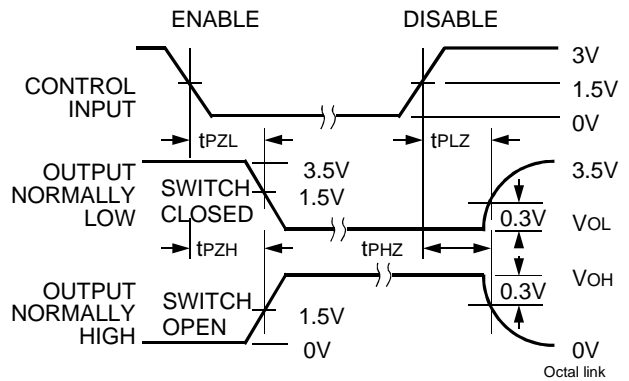 ENABLE
DISABLE
CONTROL
INPUT
3V
1.5V
0V
tPZL
tPLZ
OUTPUT
NORMALLY
LOW
SWITCH
CLOSED
3.5V
1.5V
3.5V
0.3V
VOL
tPZH
tPHZ
OUTPUT
NORMALLY
HIGH
SWITCH
OPEN
1.5V
0V
0.3V
VOH
0V
Octal link